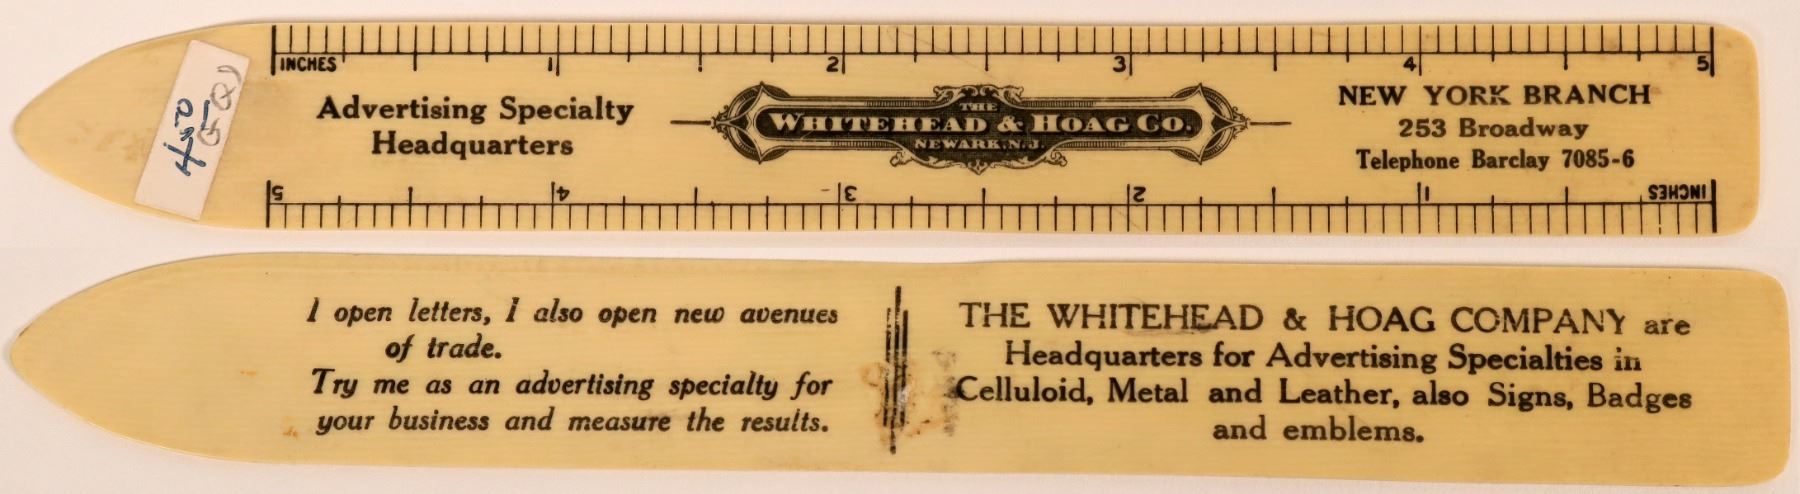 INCHES 1 2 3 4 5
Advertising Specialty
Headquarters
THE
WHITEHEAD & HOAG CO.
NEWARK, N.J.
NEW YORK BRANCH
253 Broadway
Telephone Barclay 7085-6
5 4 3 2 1 INCHES
I open letters, I also open new avenues
of trade.
Try me as an advertising specialty for
your business and measure the results.
THE WHITEHEAD & HOAG COMPANY are
Headquarters for Advertising Specialties in
Celluloid, Metal and Leather, also Signs, Badges
and emblems.